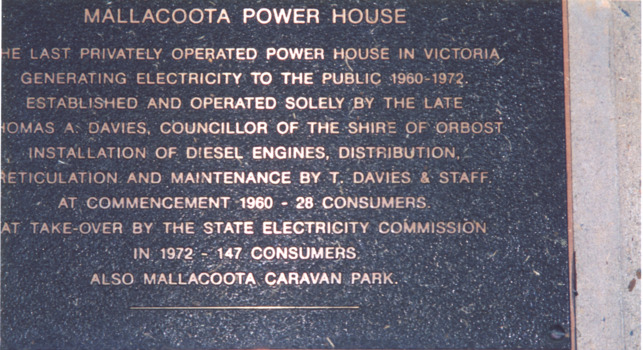 MALLACOOTA POWER HOUSE
HE LAST PRIVATELY OPERATED POWER HOUSE IN VICTORIA
GENERATING ELECTRICITY TO THE PUBLIC 1960-1972.
ESTABLISHED AND OPERATED SOLELY BY THE LATE
HOMAS A. DAVIES, COUNCILLOR OF THE SHIRE OF ORBOST
INSTALLATION OF DIESEL ENGINES, DISTRIBUTION,
RETICULATION AND MAINTENANCE BY T. DAVIES & STAFF.
AT COMMENCEMENT 1960 - 28 CONSUMERS.
AT TAKE-OVER BY THE STATE ELECTRICITY COMMISSION
IN 1972 - 147 CONSUMERS.
ALSO MALLACOOTA CARAVAN PARK.